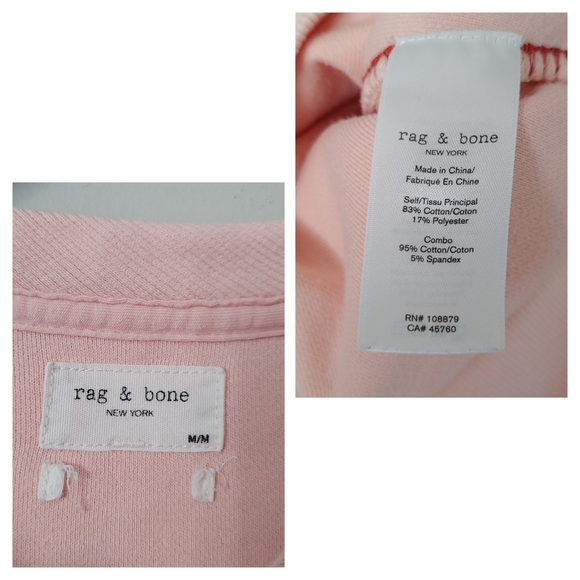 rag & bone
NEW YORK
Made in China/
Fabriqué En Chine
Self/Tissu Principal
83% Cotton/Coton
17% Polyester
Combo
95% Cotton/Coton
5% Spandex
RN# 108879
CA# 45760
rag & bone
NEW YORK
M/M